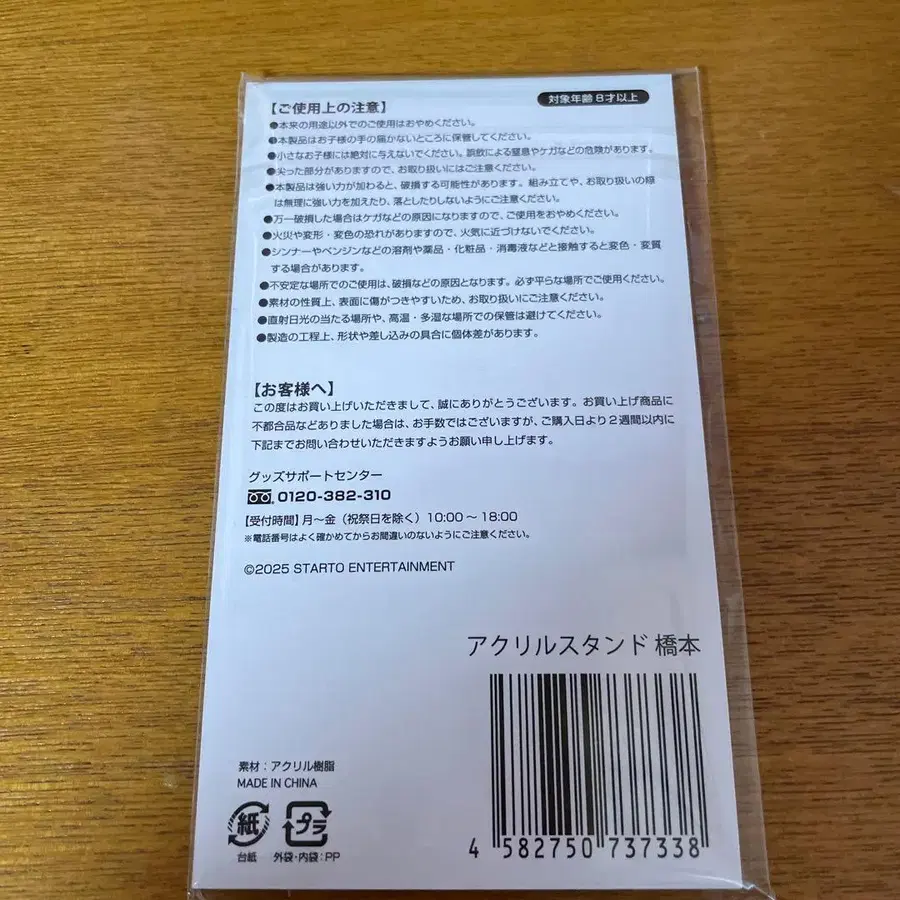 【ご使用上の注意】
対象年齢8才以上
●本来の用途以外でのご使用はおやめください。
●本製品はお子様の手の届かないところに保管してください。
●小さなお子様には絶対に与えないでください。誤飲による窒息やケガなどの危険があります。
●尖った部分がありますので、お取り扱いにはご注意ください。
●本製品は強い力が加わると、破損する可能性があります。組み立てや、お取り扱いの際
は無理に強い力を加えたり、落としたりしないようにご注意ください。
●万一破損した場合はケガなどの原因になりますので、ご使用をおやめください。
●火災や変形・変色の恐れがありますので、火気に近づけないでください。
●シンナーやベンジンなどの溶剤や薬品・化粧品・消毒液などと接触すると変色・変質
する場合があります。
●不安定な場所でのご使用は、破損などの原因となります。必ず平らな場所でご使用ください。
●素材の性質上、表面に傷がつきやすいため、お取り扱いにご注意ください。
●直射日光の当たる場所や、高温・多湿な場所での保管は避けてください。
●製造の工程上、形状や差し込みの具合に個体差があります。
【お客様へ】
この度はお買い上げいただきまして、誠にありがとうございます。お買い上げ商品に
不都合品などありました場合は、お手数ではございますが、ご購入日より2週間以内に
下記までお問い合わせいただきますようお願い申し上げます。
グッズサポートセンター
0120-382-310
【受付時間】月～金（祝祭日を除く）10:00～18:00
※電話番号はよく確かめてからお間違いのないようにご注意ください。
©2025 STARTO ENTERTAINMENT
アクリルスタンド 橋本
素材：アクリル樹脂
MADE IN CHINA
紙
プラ
台紙
外袋・内袋：PP
4 582750 737338